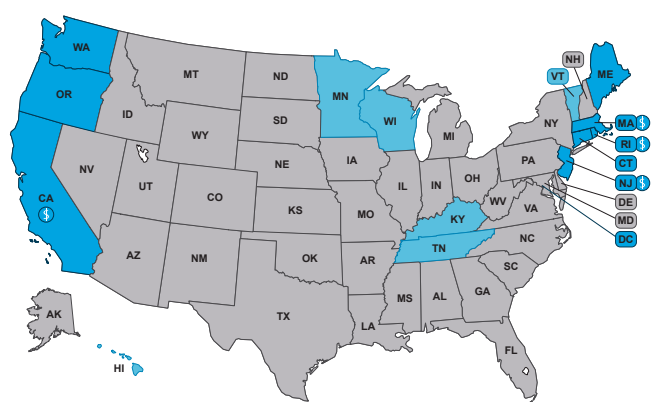 WA
MT
ND
MN
NH
VT
ME
OR
ID
SD
WI
MI
NY
MA $
RI $
CT
NJ $
DE
MD
DC
WY
NE
IA
PA
NV
UT
CO
IL
IN
OH
WV
VA
CA
$
KS
MO
KY
NC
TN
AZ
NM
OK
AR
SC
MS
AL
GA
TX
LA
FL
AK
HI